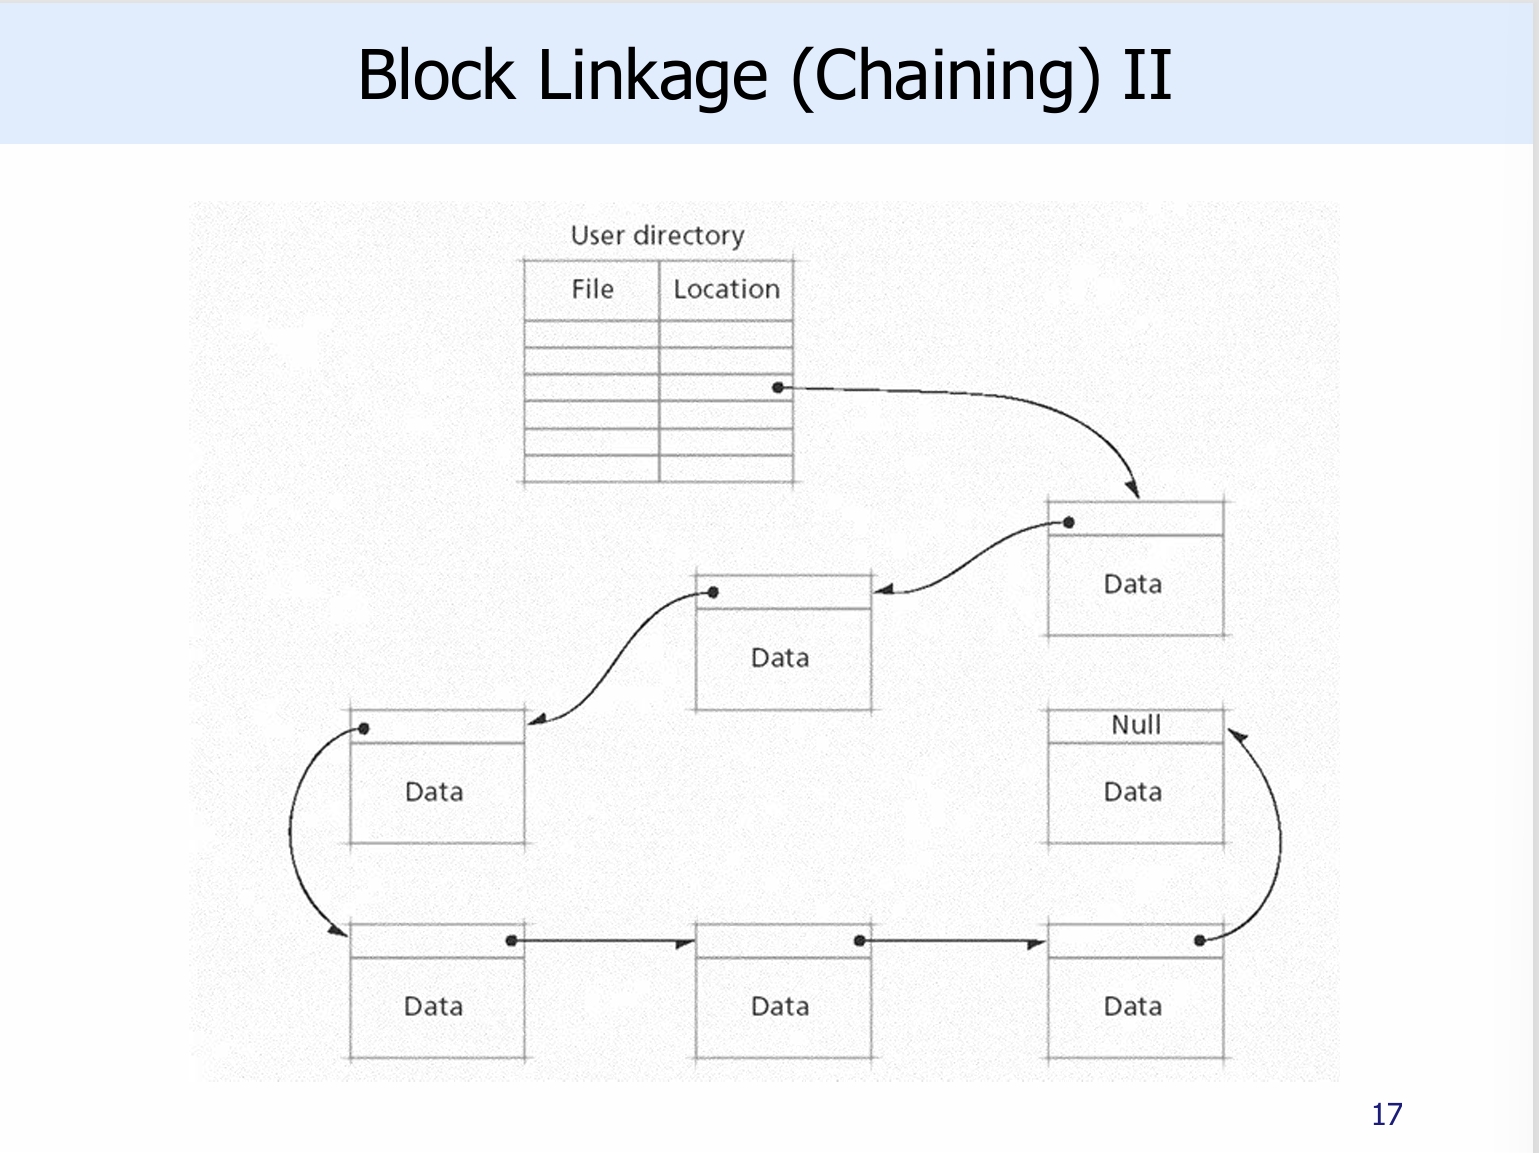 Block Linkage (Chaining) II
User directory
File Location
Data
Data
Null
Data
Data
Data
Data
Data
17